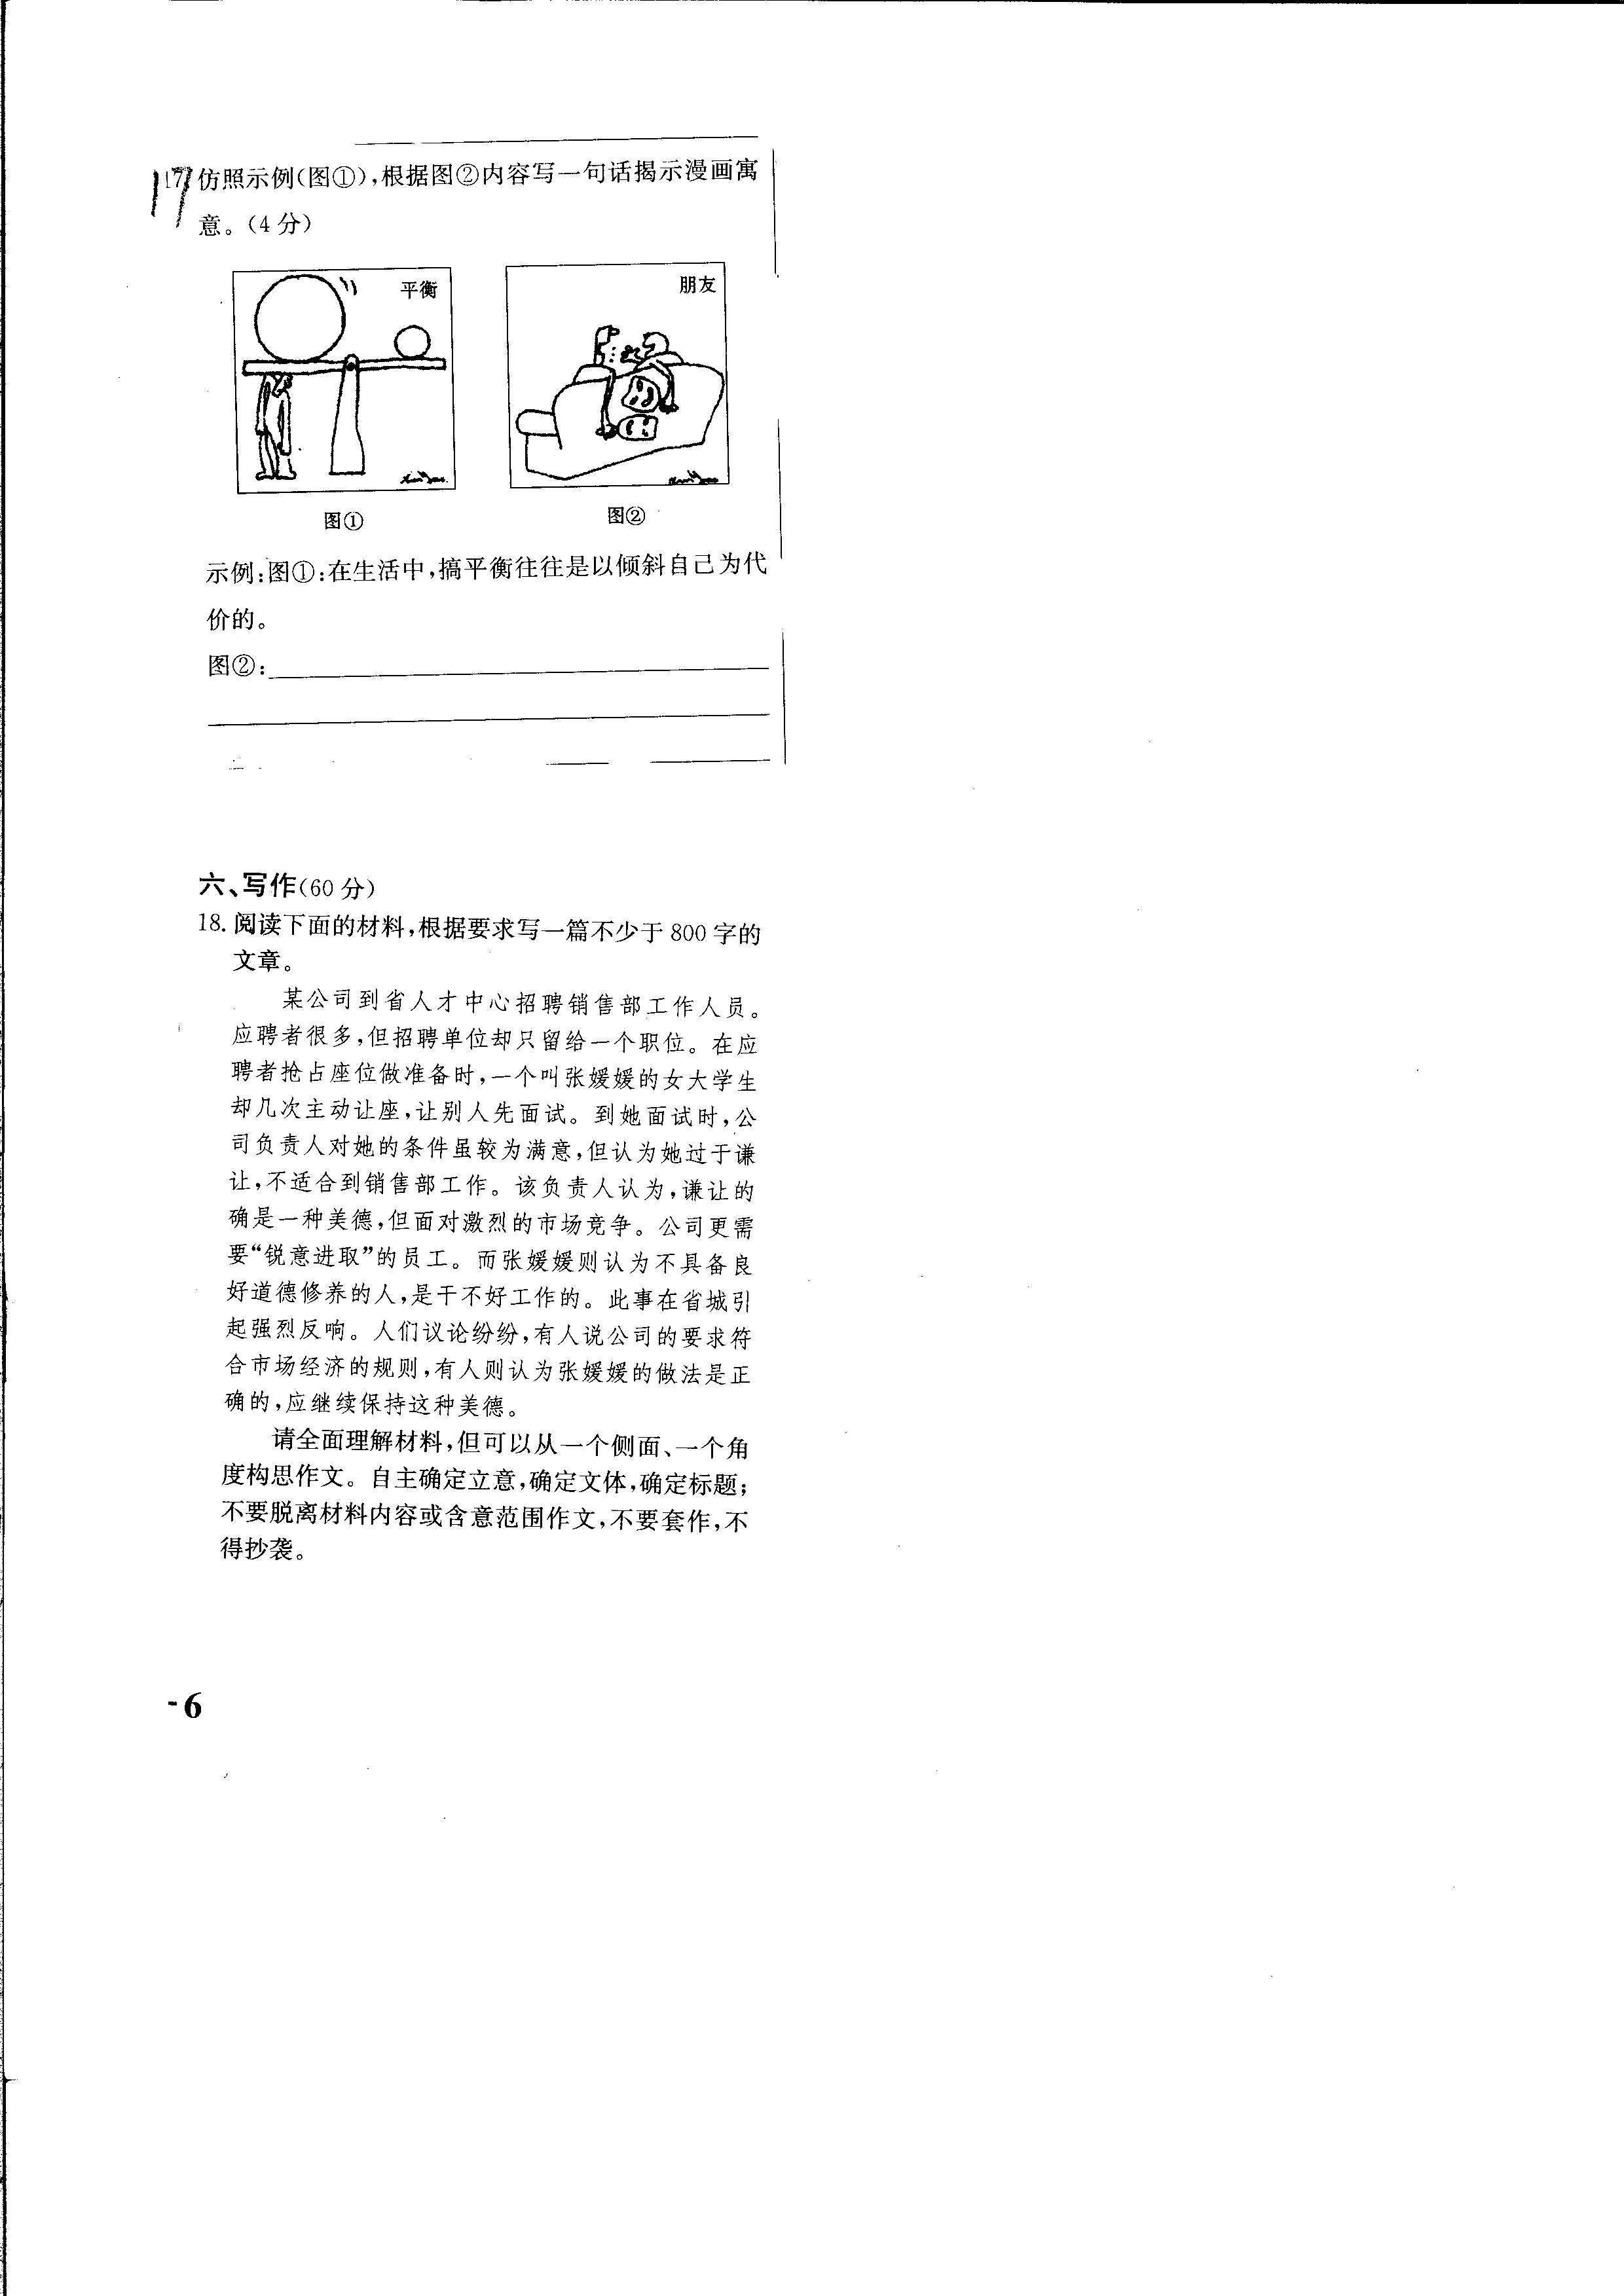 17 仿照示例(图①),根据图②内容写一句话揭示漫画寓
意。(4分)
平衡
朋友
图①
图②
示例:图①:在生活中,搞平衡往往是以倾斜自己为代
价的。
图②:
六、写作(60分)
18. 阅读下面的材料,根据要求写一篇不少于800字的
文章。
某公司到省人才中心招聘销售部工作人员。
应聘者很多,但招聘单位却只留给一个职位。在应
聘者抢占座位做准备时,一个叫张媛媛的女大学生
却几次主动让座,让别人先面试。到她面试时,公
司负责人对她的条件虽较为满意,但认为她过于谦
让,不适合到销售部工作。该负责人认为,谦让的
确是一种美德,但面对激烈的市场竞争。公司更需
要“锐意进取”的员工。而张媛媛则认为不具备良
好道德修养的人,是干不好工作的。此事在省城引
起强烈反响。人们议论纷纷,有人说公司的要求符
合市场经济的规则,有人则认为张媛媛的做法是正
确的,应继续保持这种美德。
请全面理解材料,但可以从一个侧面、一个角
度构思作文。自主确定立意,确定文体,确定标题;
不要脱离材料内容或含意范围作文,不要套作,不
得抄袭。
-6